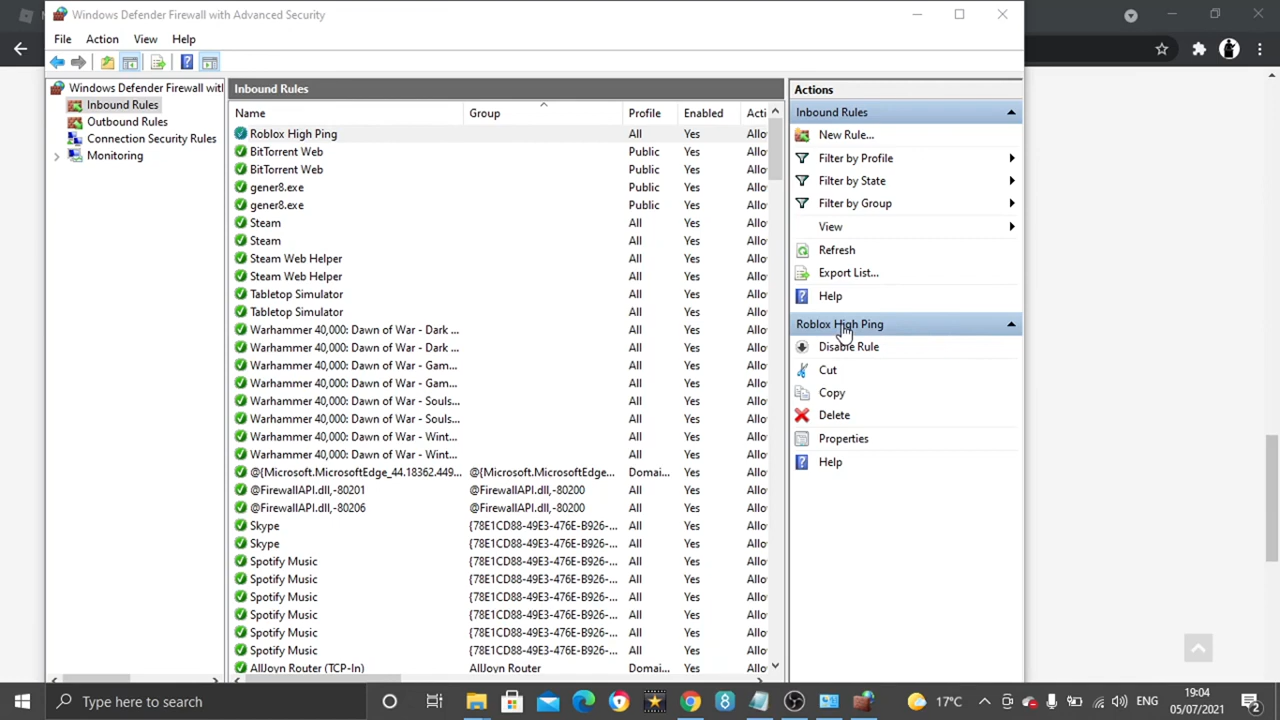 Windows Defender Firewall with Advanced Security
File Action View Help
Windows Defender Firewall with
Inbound Rules
Outbound Rules
Connection Security Rules
Monitoring
Inbound Rules
Name Group Profile Enabled Acti
Roblox High Ping All Yes Allo
BitTorrent Web Public Yes Allo
BitTorrent Web Public Yes Allo
gener8.exe Public Yes Allo
gener8.exe Public Yes Allo
Steam All Yes Allo
Steam All Yes Allo
Steam Web Helper All Yes Allo
Steam Web Helper All Yes Allo
Tabletop Simulator All Yes Allo
Tabletop Simulator All Yes Allo
Warhammer 40,000: Dawn of War - Dark ... All Yes Allo
Warhammer 40,000: Dawn of War - Dark ... All Yes Allo
Warhammer 40,000: Dawn of War - Gam... All Yes Allo
Warhammer 40,000: Dawn of War - Gam... All Yes Allo
Warhammer 40,000: Dawn of War - Souls... All Yes Allo
Warhammer 40,000: Dawn of War - Souls... All Yes Allo
Warhammer 40,000: Dawn of War - Wint... All Yes Allo
Warhammer 40,000: Dawn of War - Wint... All Yes Allo
@{Microsoft.MicrosoftEdge_44.18362.449... @{Microsoft.MicrosoftEdge... Domai... Yes Allo
@FirewallAPI.dll,-80201 @FirewallAPI.dll,-80200 All Yes Allo
@FirewallAPI.dll,-80206 @FirewallAPI.dll,-80200 All Yes Allo
Skype {78E1CD88-49E3-476E-B926-... All Yes Allo
Skype {78E1CD88-49E3-476E-B926-... All Yes Allo
Spotify Music {78E1CD88-49E3-476E-B926-... All Yes Allo
Spotify Music {78E1CD88-49E3-476E-B926-... All Yes Allo
Spotify Music {78E1CD88-49E3-476E-B926-... All Yes Allo
Spotify Music {78E1CD88-49E3-476E-B926-... All Yes Allo
Spotify Music {78E1CD88-49E3-476E-B926-... All Yes Allo
Spotify Music {78E1CD88-49E3-476E-B926-... All Yes Allo
AllJoyn Router (TCP-In) AllJoyn Router Domai... Yes Allo
Actions
Inbound Rules
New Rule...
Filter by Profile
Filter by State
Filter by Group
View
Refresh
Export List...
Help
Roblox High Ping
Disable Rule
Cut
Copy
Delete
Properties
Help
Type here to search
17°C
ENG
19:04
05/07/2021
2